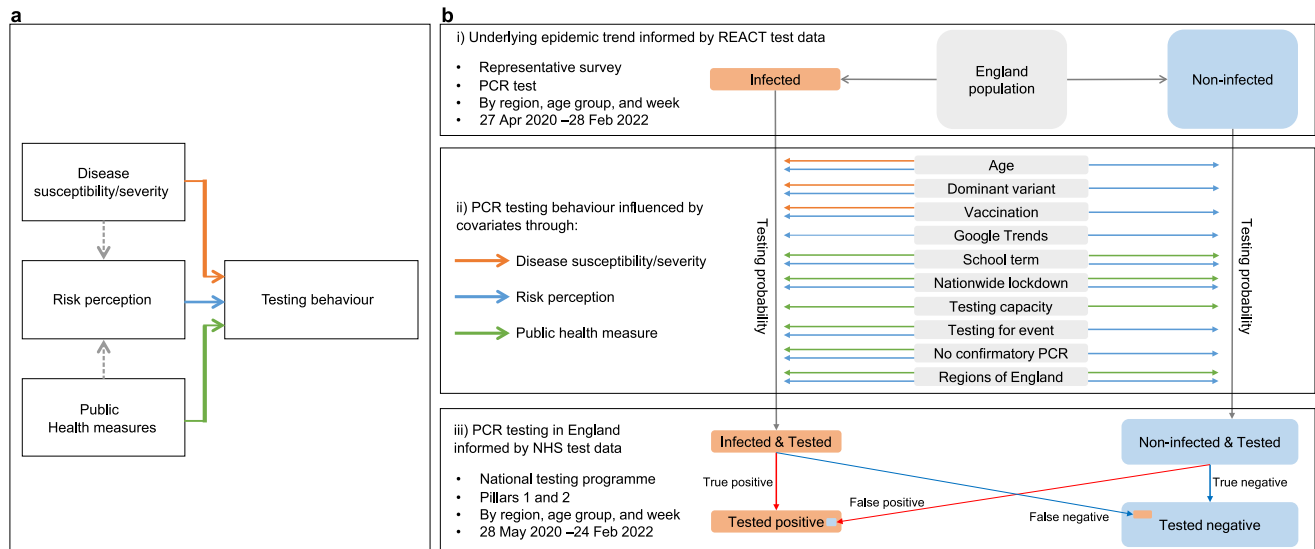 a
Disease
susceptibility/severity
Risk perception
Testing behaviour
Public
Health measures
b
i) Underlying epidemic trend informed by REACT test data
• Representative survey
• PCR test
• By region, age group, and week
• 27 Apr 2020 –28 Feb 2022
Infected
England
population
Non-infected
ii) PCR testing behaviour influenced by
covariates through:
Disease susceptibility/severity
Risk perception
Public health measure
Testing probability
Age
Dominant variant
Vaccination
Google Trends
School term
Nationwide lockdown
Testing capacity
Testing for event
No confirmatory PCR
Regions of England
Testing probability
iii) PCR testing in England
informed by NHS test data
• National testing programme
• Pillars 1 and 2
• By region, age group, and week
• 28 May 2020 –24 Feb 2022
Infected & Tested
Non-infected & Tested
True positive
False positive
False negative
True negative
Tested positive
Tested negative